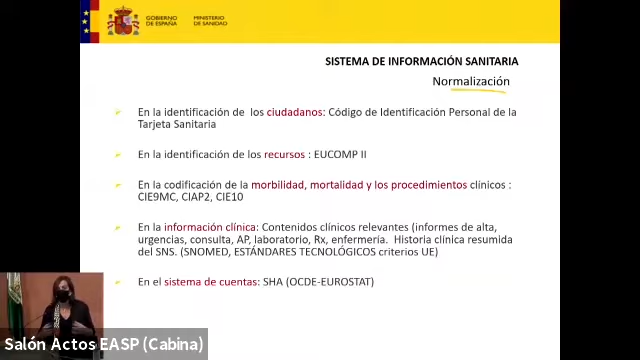 GOBIERNO MINISTERIO
DE ESPAÑA DE SANIDAD
SISTEMA DE INFORMACIÓN SANITARIA
Normalización
En la identificación de los ciudadanos: Código de Identificación Personal de la
Tarjeta Sanitaria
En la identificación de los recursos : EUCOMP II
En la codificación de la morbilidad, mortalidad y los procedimientos clínicos :
CIE9MC, CIAP2, CIE10
En la información clínica: Contenidos clínicos relevantes (informes de alta,
urgencias, consulta, AP, laboratorio, Rx, enfermería. Historia clínica resumida
del SNS. (SNOMED, ESTÁNDARES TECNOLÓGICOS criterios UE)
En el sistema de cuentas: SHA (OCDE-EUROSTAT)
Salón Actos EASP (Cabina)